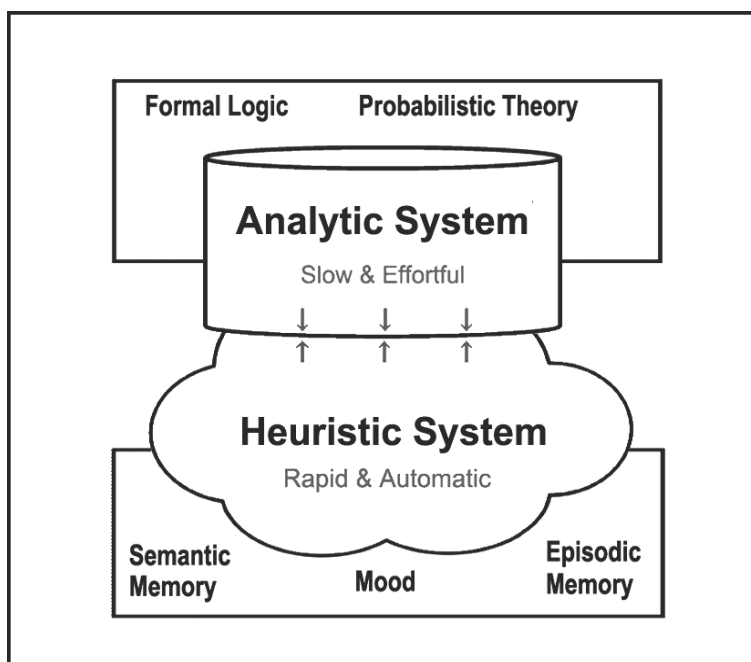 Formal Logic Probabilistic Theory
Analytic System
Slow & Effortful
Heuristic System
Rapid & Automatic
Semantic
Memory
Mood
Episodic
Memory